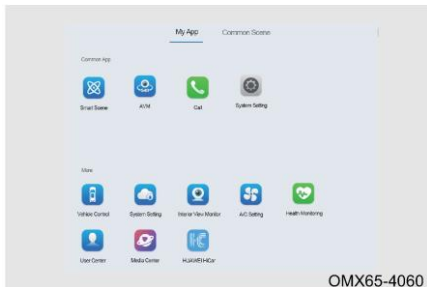 My App Common Scene
Common App
Smart Scene AVM Call System Setting
More
Vehicle Control System Setting Interior View Monitor A/C Setting Health Monitoring
User Center Media Center HUAWEI HiCar
OMX65-4060